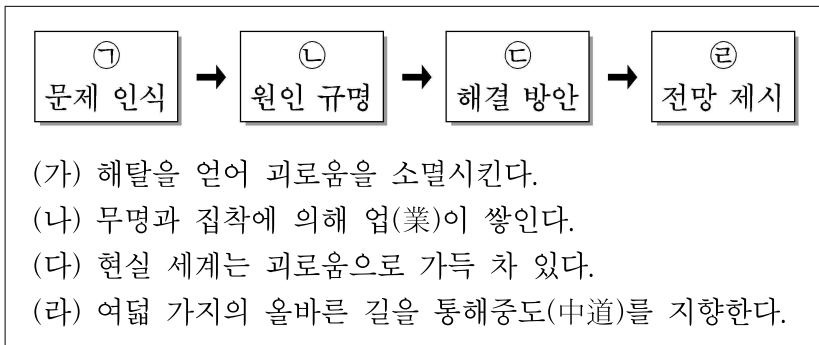 ㉠ ㉡ ㉢ ㉣
문제 인식 → 원인 규명 → 해결 방안 → 전망 제시
(가) 해탈을 얻어 괴로움을 소멸시킨다.
(나) 무명과 집착에 의해 업(業)이 쌓인다.
(다) 현실 세계는 괴로움으로 가득 차 있다.
(라) 여덟 가지의 올바른 길을 통해중도(中道)를 지향한다.